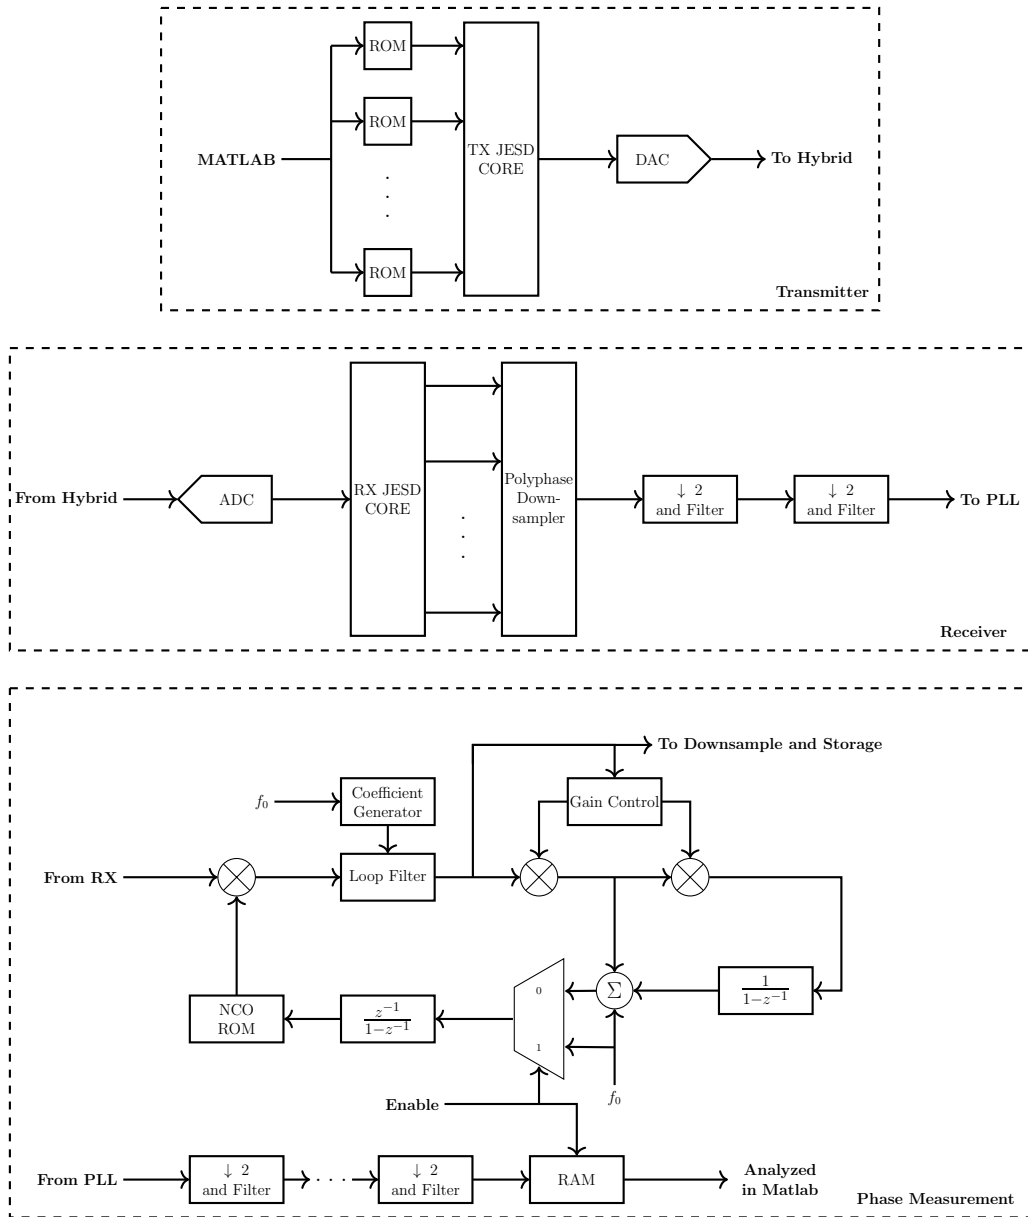 ROM
ROM
MATLAB
TX JESD
CORE
DAC
To Hybrid
ROM
Transmitter
From Hybrid
ADC
RX JESD
CORE
Polyphase
Down-
sampler
↓ 2
and Filter
↓ 2
and Filter
To PLL
Receiver
To Downsample and Storage
f₀
Coefficient
Generator
Gain Control
From RX
Loop Filter
NCO
ROM
z⁻¹
1−z⁻¹
0
1
Σ
1
1−z⁻¹
f₀
Enable
From PLL
↓ 2
and Filter
· · ·
↓ 2
and Filter
RAM
Analyzed
in Matlab
Phase Measurement